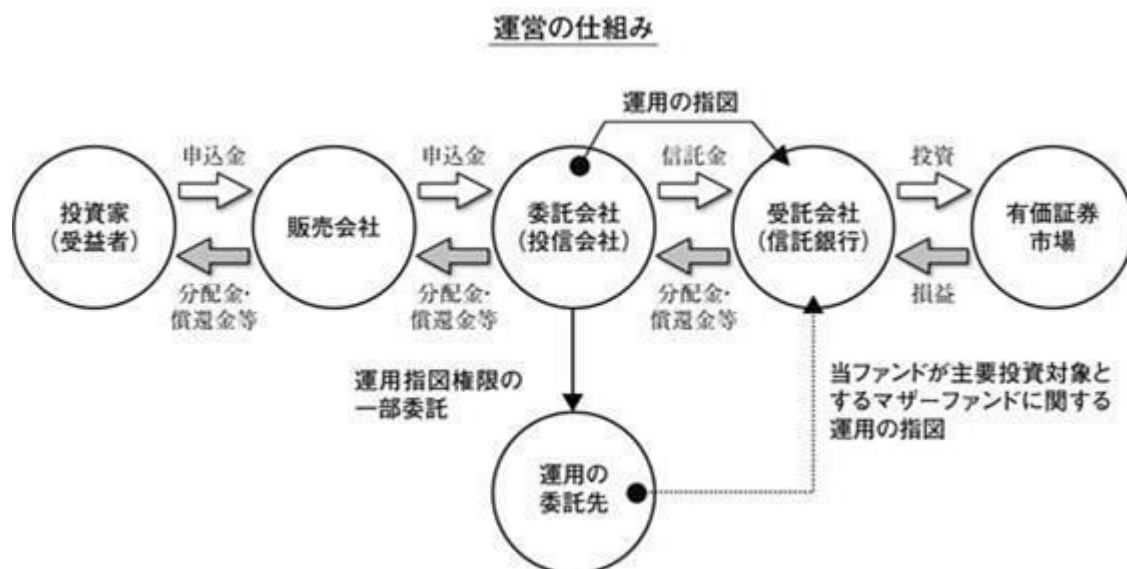 運営の仕組み
運用の指図
申込金
申込金
信託金
投資
投資家
（受益者）
販売会社
委託会社
（投信会社）
受託会社
（信託銀行）
有価証券
市場
分配金・
償還金等
分配金・
償還金等
分配金・
償還金等
損益
運用指図権限の
一部委託
当ファンドが主要投資対象と
するマザーファンドに関する
運用の指図
運用の
委託先